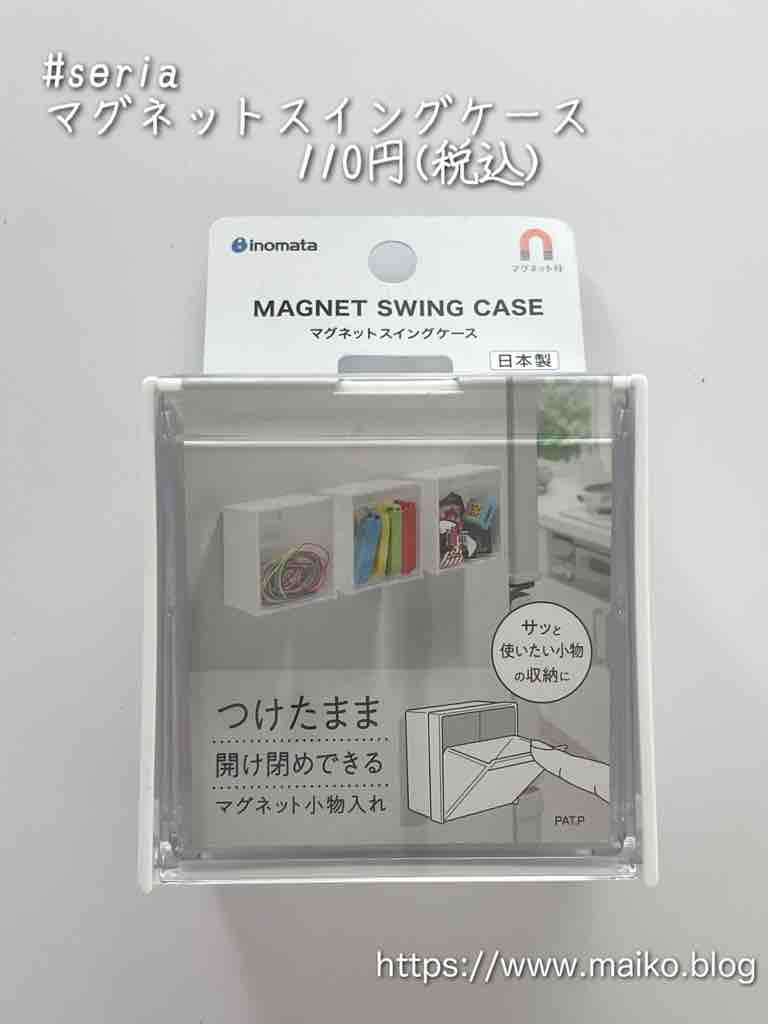 #seria
マグネットスイングケース
110円(税込)
inomata
マグネット付
MAGNET SWING CASE
マグネットスイングケース
日本製
サッと
使いたい小物
の収納に
つけたまま
開け閉めできる
マグネット小物入れ
PAT.P
https://www.maiko.blog